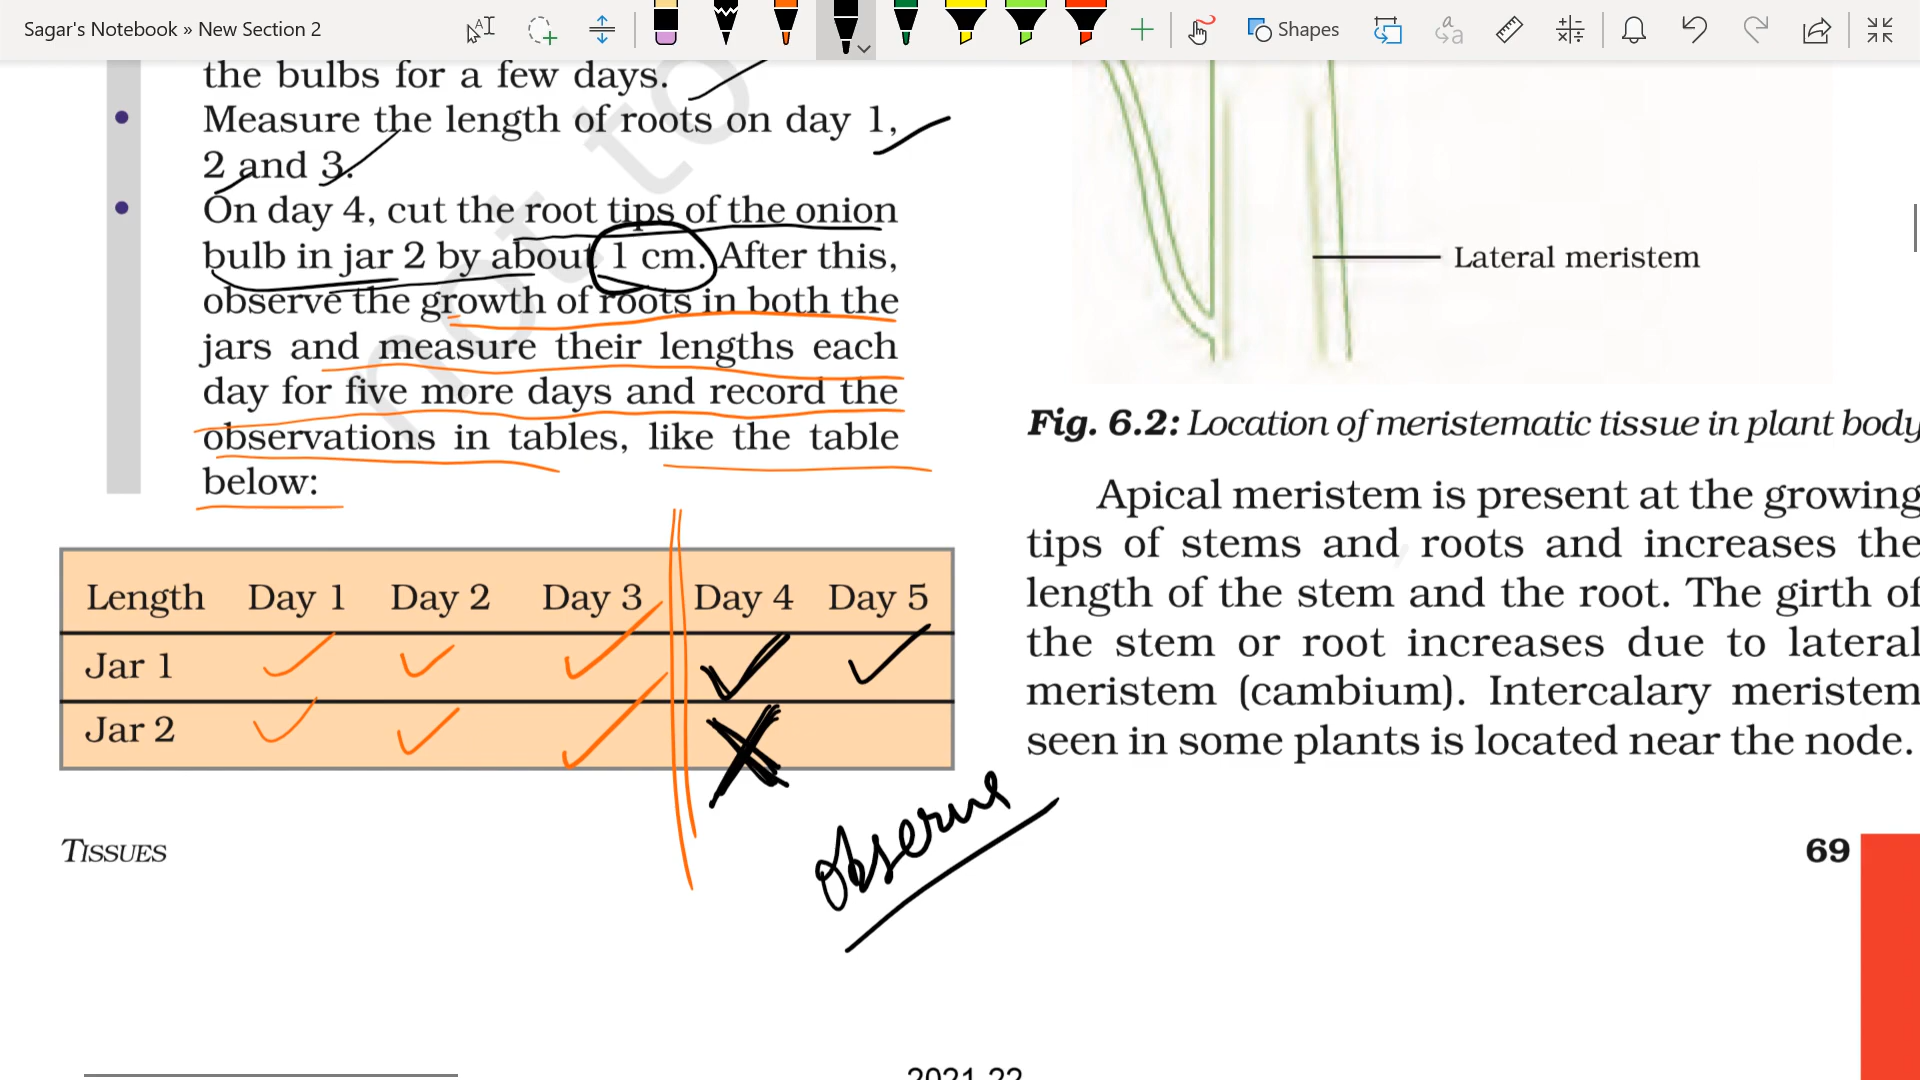 Sagar's Notebook » New Section 2
Shapes
the bulbs for a few days.
• Measure the length of roots on day 1,
2 and 3.
• On day 4, cut the root tips of the onion
bulb in jar 2 by about 1 cm. After this,
observe the growth of roots in both the
jars and measure their lengths each
day for five more days and record the
observations in tables, like the table
below:
Length Day 1 Day 2 Day 3 Day 4 Day 5
Jar 1
Jar 2
observe
TISSUES
not to
Lateral meristem
Fig. 6.2: Location of meristematic tissue in plant body
Apical meristem is present at the growing
tips of stems and roots and increases the
length of the stem and the root. The girth of
the stem or root increases due to lateral
meristem (cambium). Intercalary meristem
seen in some plants is located near the node.
69
2021-22